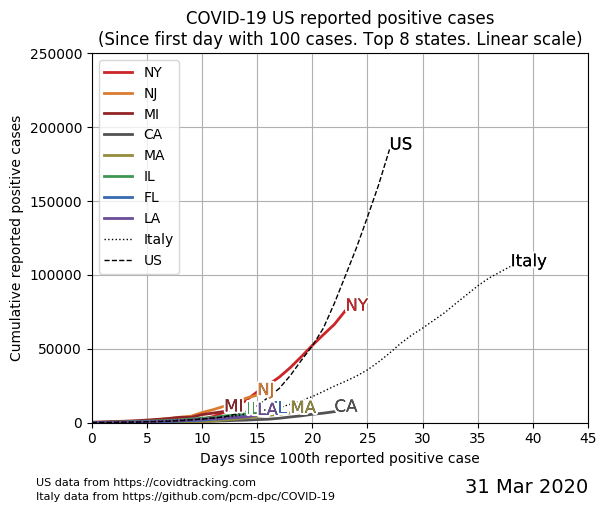 COVID-19 US reported positive cases
(Since first day with 100 cases. Top 8 states. Linear scale)
250000
200000
150000
100000
50000
0
Cumulative reported positive cases
NY
NJ
MI
CA
MA
IL
FL
LA
Italy
US
US
Italy
NY
NJ
MI
LA
MA
CA
0 5 10 15 20 25 30 35 40 45
Days since 100th reported positive case
US data from https://covidtracking.com
Italy data from https://github.com/pcm-dpc/COVID-19
31 Mar 2020